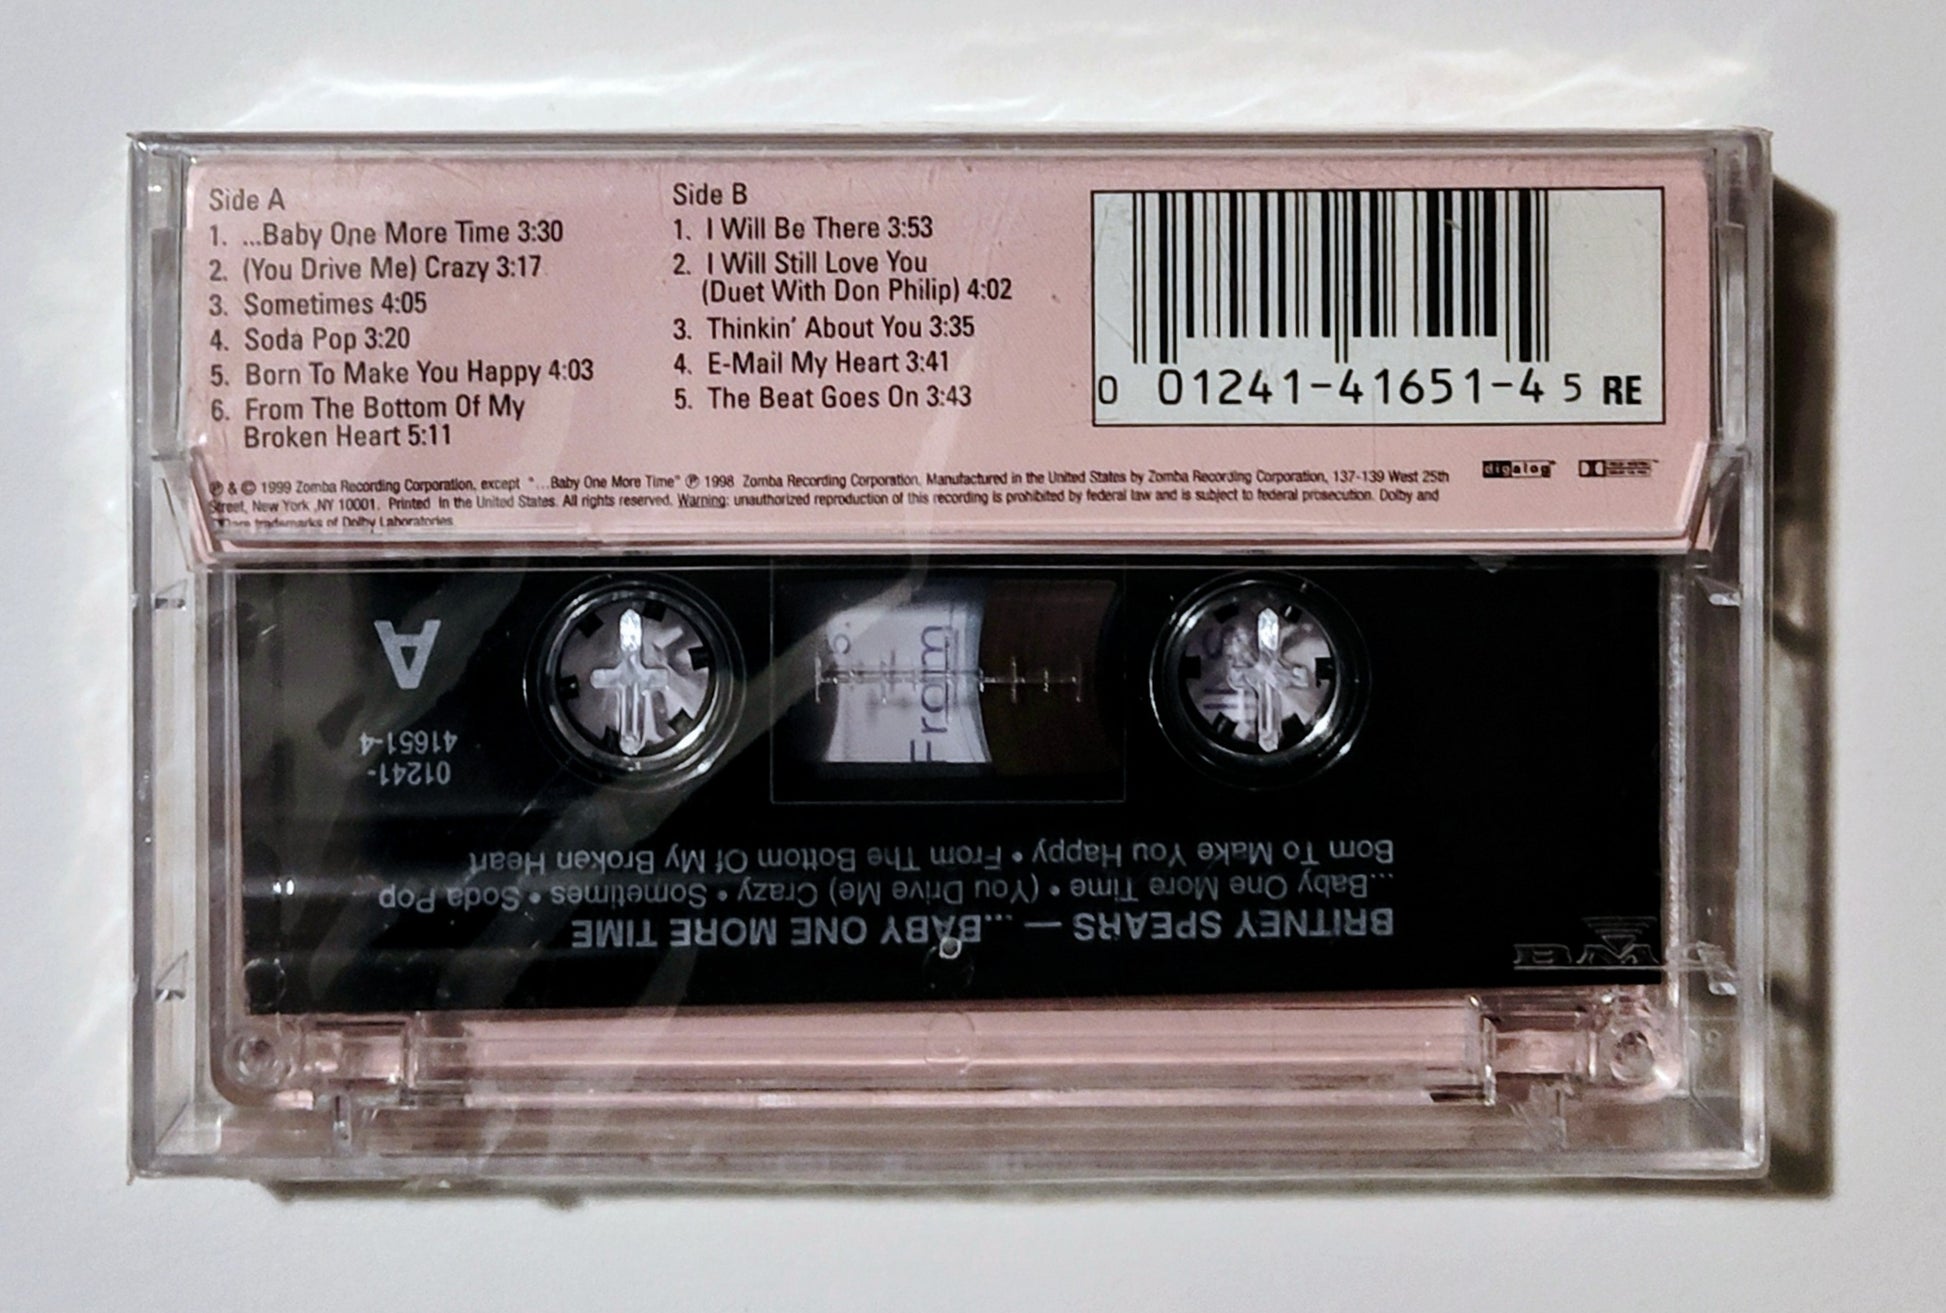 Side A
1. ...Baby One More Time 3:30
2. (You Drive Me) Crazy 3:17
3. Sometimes 4:05
4. Soda Pop 3:20
5. Born To Make You Happy 4:03
6. From The Bottom Of My
Broken Heart 5:11
Side B
1. I Will Be There 3:53
2. I Will Still Love You
(Duet With Don Philip) 4:02
3. Thinkin' About You 3:35
4. E-Mail My Heart 3:41
5. The Beat Goes On 3:43
0 01241-41651-4 5 RE
℗ & © 1999 Zomba Recording Corporation, except "...Baby One More Time" ℗ 1998 Zomba Recording Corporation. Manufactured in the United States by Zomba Recording Corporation, 137-139 West 25th
Street, New York ,NY 10001. Printed in the United States. All rights reserved. Warning: unauthorized reproduction of this recording is prohibited by federal law and is subject to federal prosecution. Dolby and
are trademarks of Dolby Laboratories
digalog
From
BRITNEY SPEARS — ...BABY ONE MORE TIME
...Baby One More Time • (You Drive Me) Crazy • Sometimes • Soda Pop
Born To Make You Happy • From The Bottom Of My Broken Heart
01241-
41651-4
A
BMG